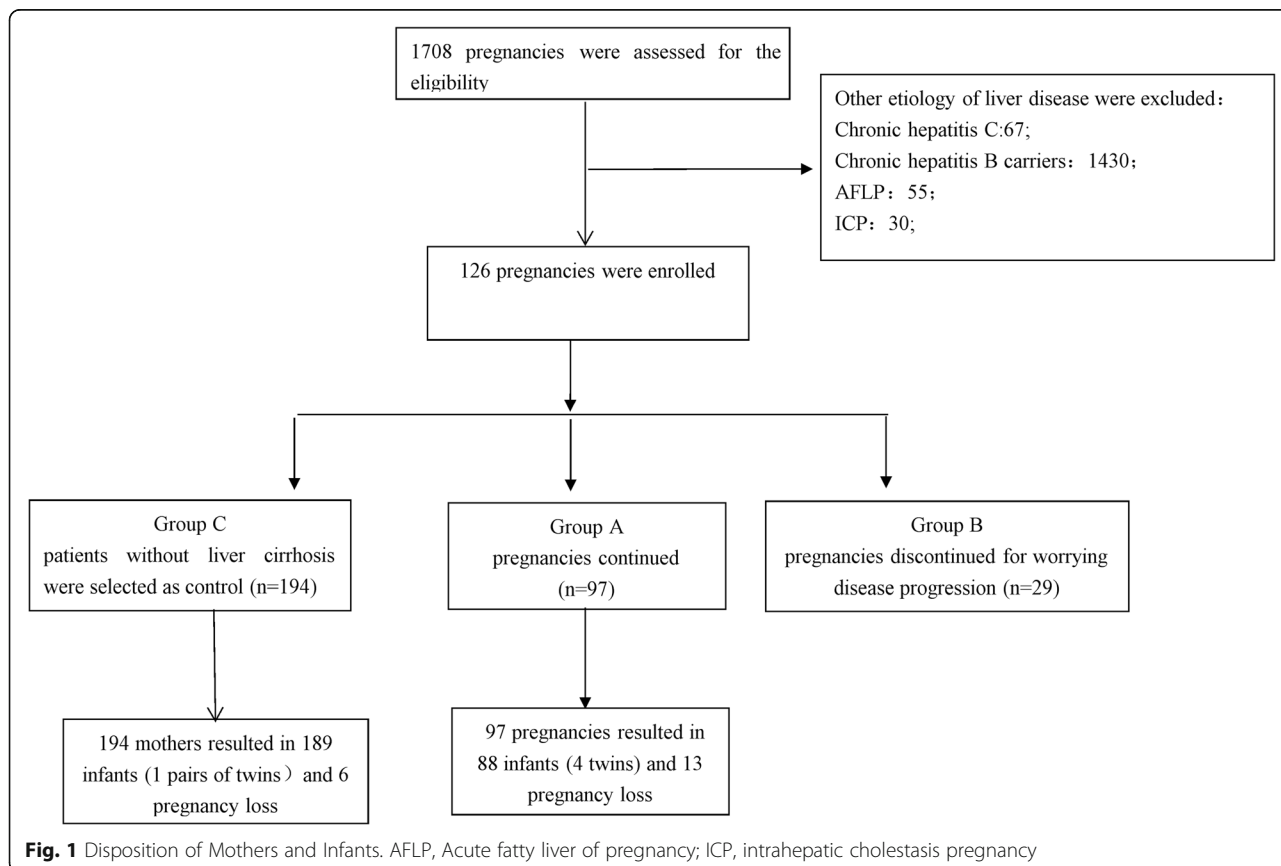 1708 pregnancies were assessed for the
eligibility
Other etiology of liver disease were excluded：
Chronic hepatitis C:67;
Chronic hepatitis B carriers：1430；
AFLP：55；
ICP：30;
126 pregnancies were enrolled
Group C
patients without liver cirrhosis
were selected as control (n=194)
Group A
pregnancies continued
(n=97)
Group B
pregnancies discontinued for worrying
disease progression (n=29)
194 mothers resulted in 189
infants (1 pairs of twins） and 6
pregnancy loss
97 pregnancies resulted in
88 infants (4 twins) and 13
pregnancy loss
Fig. 1 Disposition of Mothers and Infants. AFLP, Acute fatty liver of pregnancy; ICP, intrahepatic cholestasis pregnancy